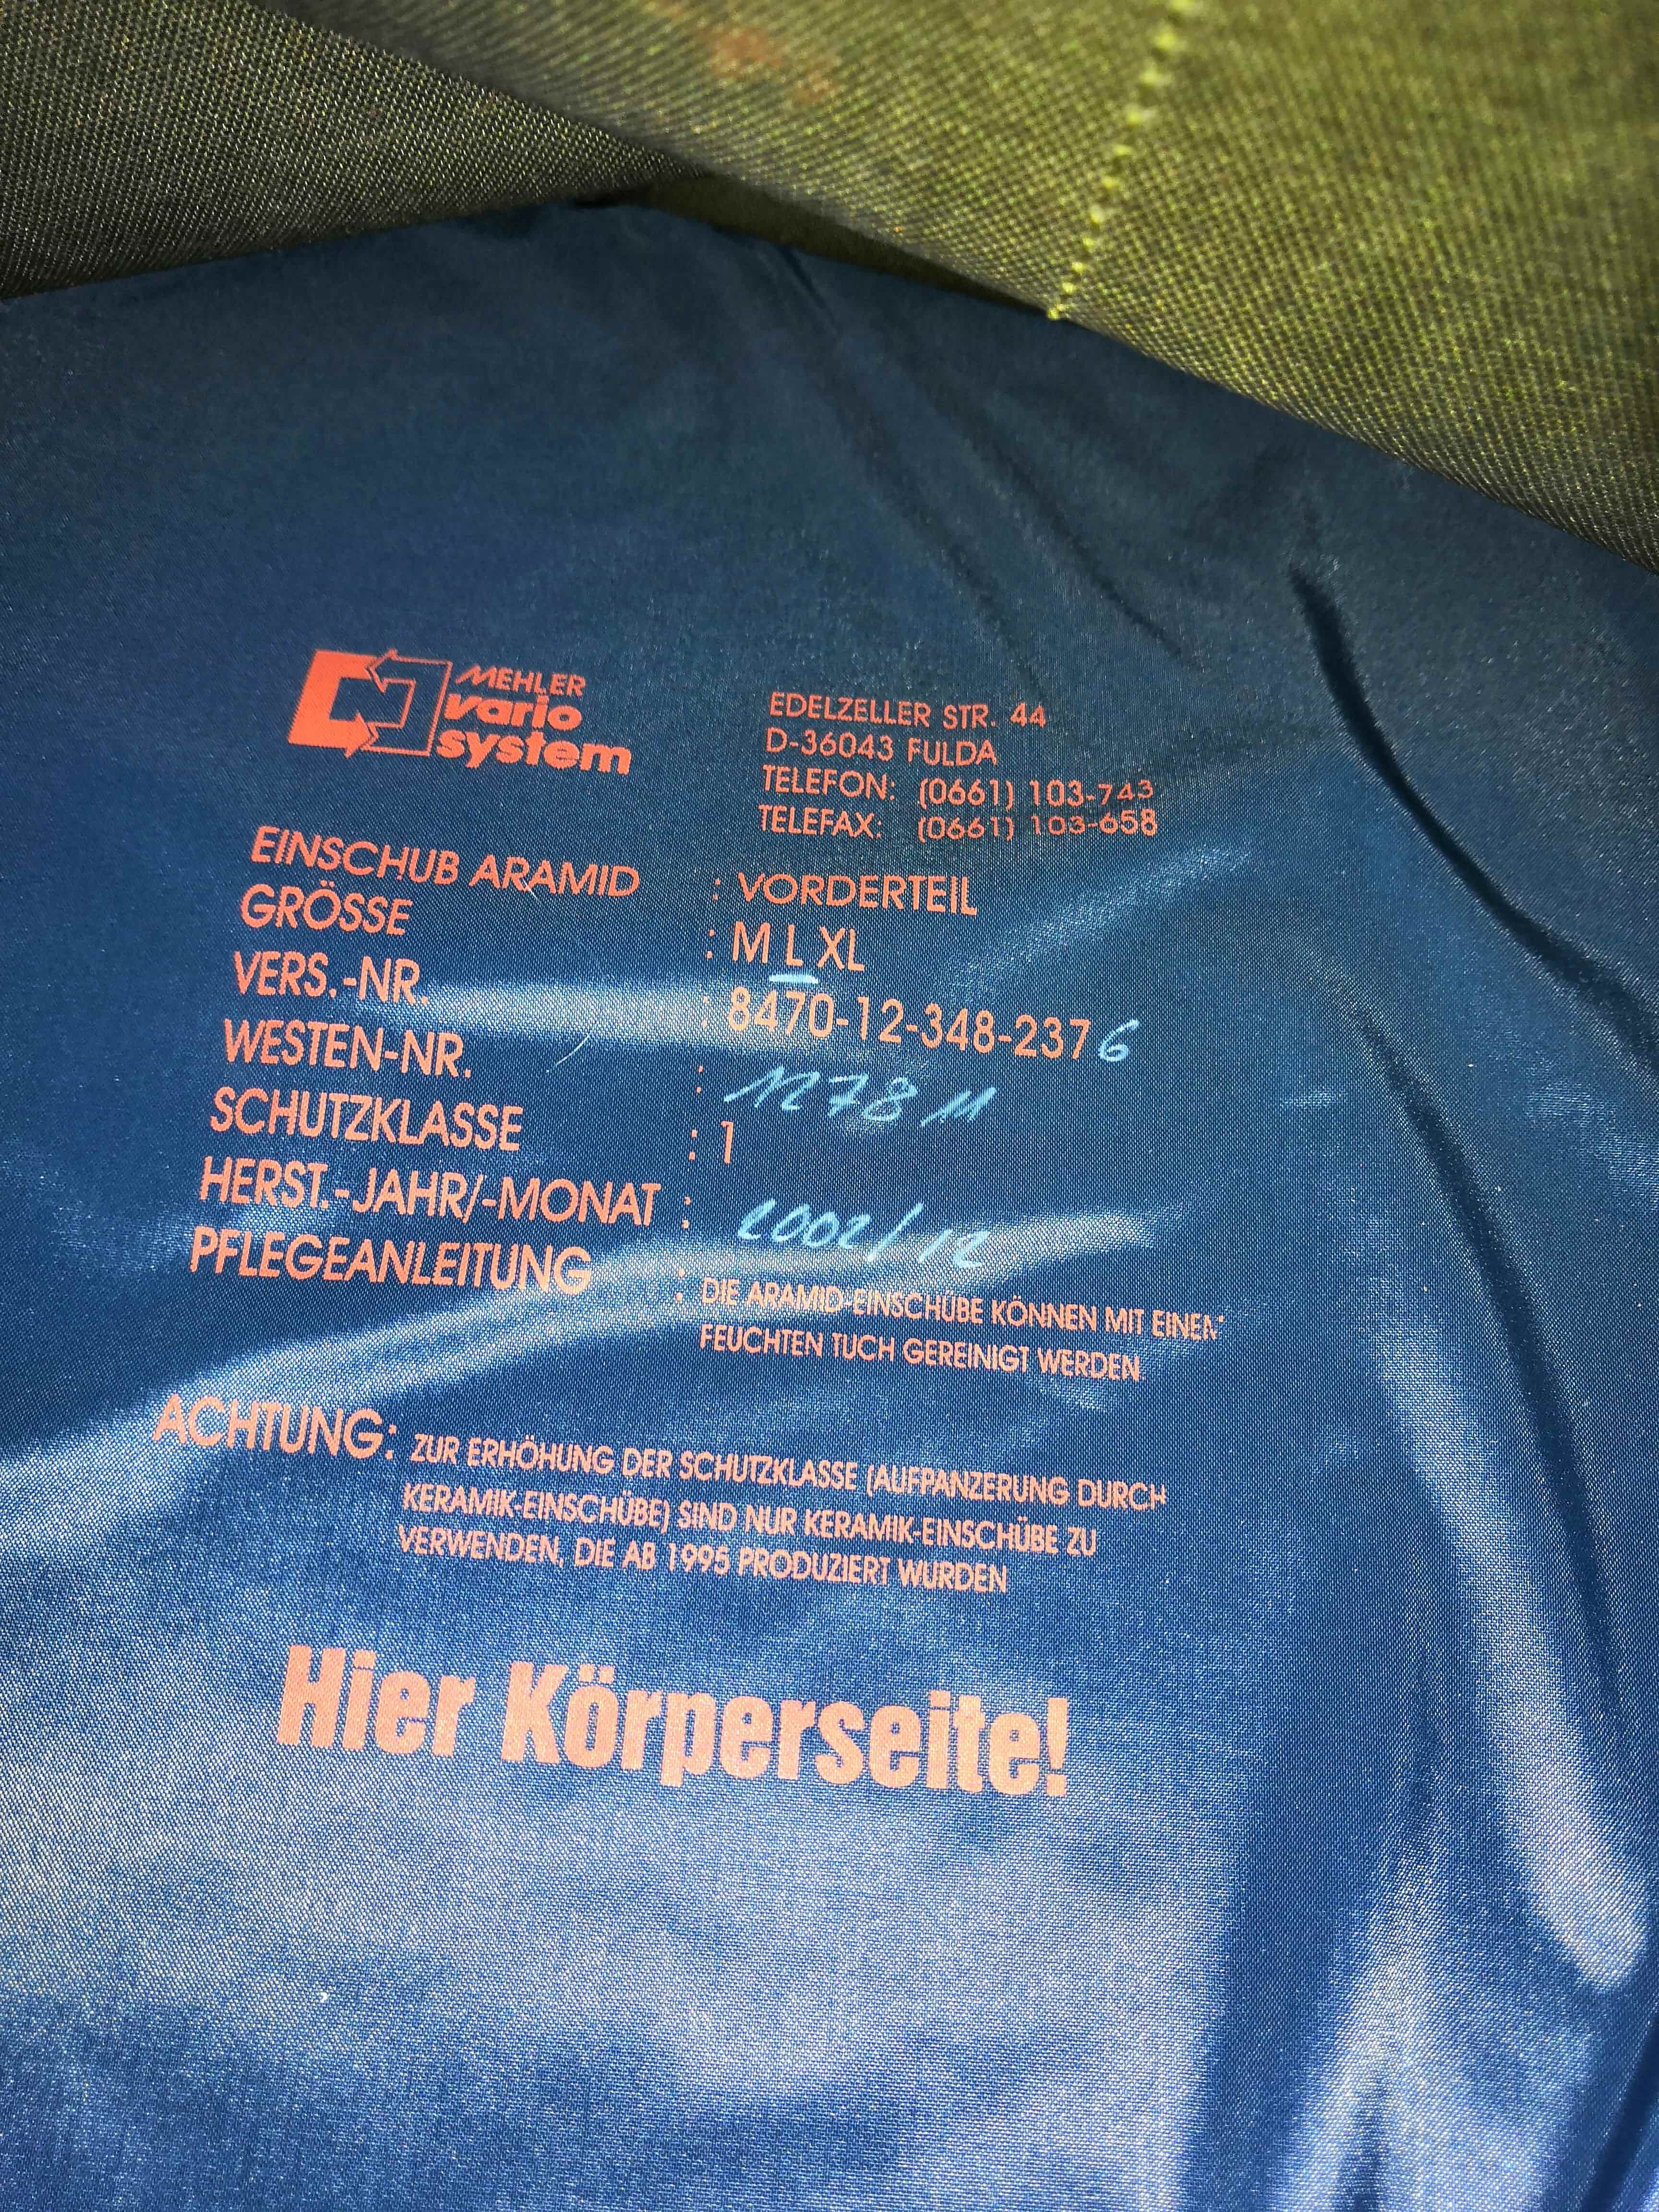 MEHLER
vario
system
EDELZELLER STR. 44
D-36043 FULDA
TELEFON: (0661) 103-743
TELEFAX: (0661) 103-658
EINSCHUB ARAMID : VORDERTEIL
GRÖSSE : M L XL
VERS.-NR. : 8470-12-348-2376
WESTEN-NR. : 1278 M
SCHUTZKLASSE : 1
HERST.-JAHR/-MONAT : 2002/12
PFLEGEANLEITUNG : DIE ARAMID-EINSCHÜBE KÖNNEN MIT EINEM
FEUCHTEN TUCH GEREINIGT WERDEN
ACHTUNG: ZUR ERHÖHUNG DER SCHUTZKLASSE (AUFPANZERUNG DURCH
KERAMIK-EINSCHÜBE) SIND NUR KERAMIK-EINSCHÜBE ZU
VERWENDEN, DIE AB 1995 PRODUZIERT WURDEN
Hier Körperseite!